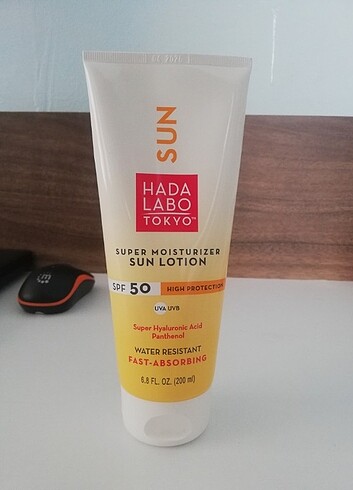 SUN
HADA
LABO
TOKYO™
SUPER MOISTURIZER
SUN LOTION
SPF 50 HIGH PROTECTION
UVA UVB
Super Hyaluronic Acid
Panthenol
WATER RESISTANT
FAST-ABSORBING
6.8 FL. OZ. (200 ml)